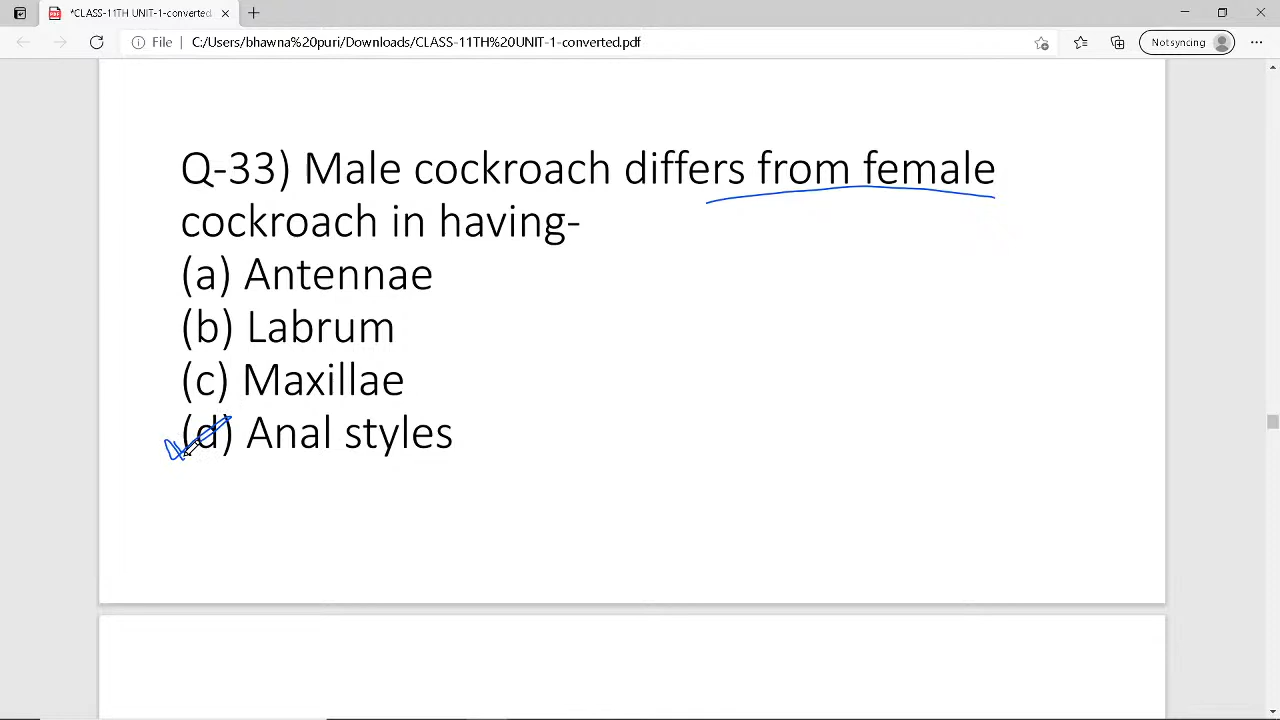 *CLASS-11TH UNIT-1-converted.
File | C:/Users/bhawna%20puri/Downloads/CLASS-11TH%20UNIT-1-converted.pdf
Not syncing
Q-33) Male cockroach differs from female
cockroach in having-
(a) Antennae
(b) Labrum
(c) Maxillae
(d) Anal styles